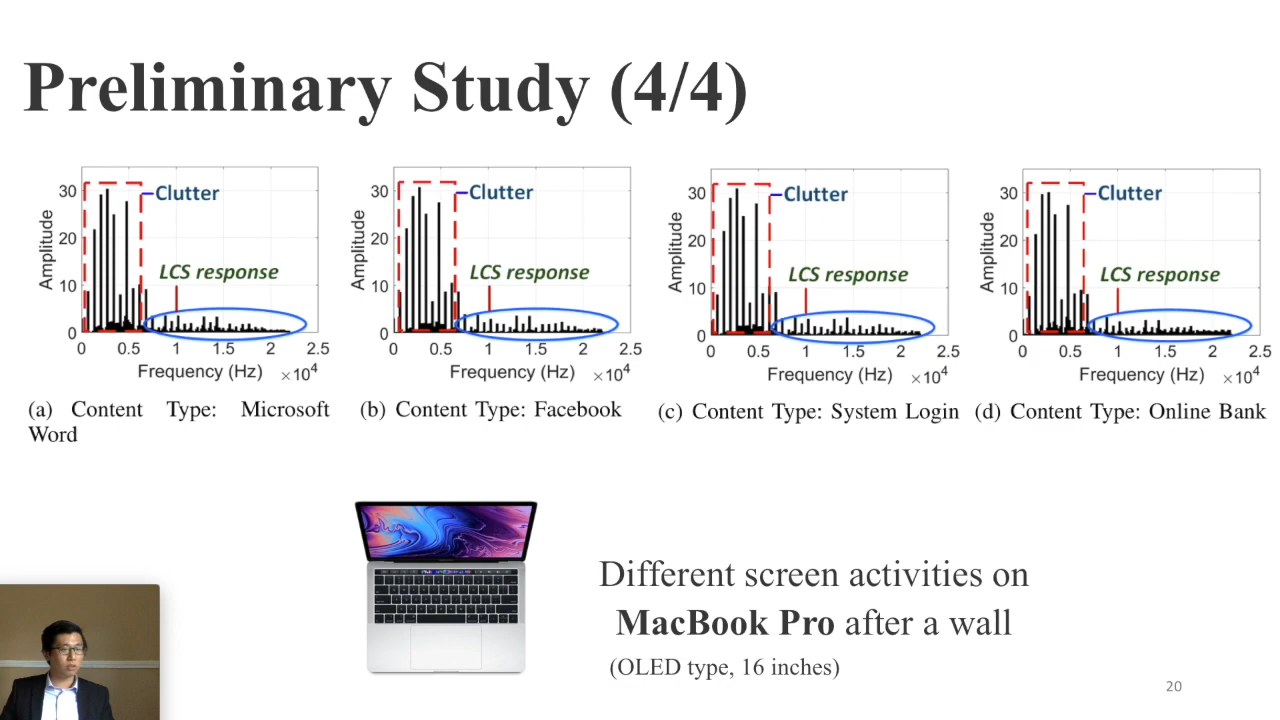 Preliminary Study (4/4)
Amplitude
30
20
10
0
0 0.5 1 1.5 2 2.5
Frequency (Hz) ×10⁴
Clutter
LCS response
(a) Content Type: Microsoft
Word
Amplitude
30
20
10
0
0 0.5 1 1.5 2 2.5
Frequency (Hz) ×10⁴
Clutter
LCS response
(b) Content Type: Facebook
Amplitude
30
20
10
0
0 0.5 1 1.5 2 2.5
Frequency (Hz) ×10⁴
Clutter
LCS response
(c) Content Type: System Login
Amplitude
30
20
10
0
0 0.5 1 1.5 2 2.5
Frequency (Hz) ×10⁴
Clutter
LCS response
(d) Content Type: Online Bank
Different screen activities on
MacBook Pro after a wall
(OLED type, 16 inches)
20